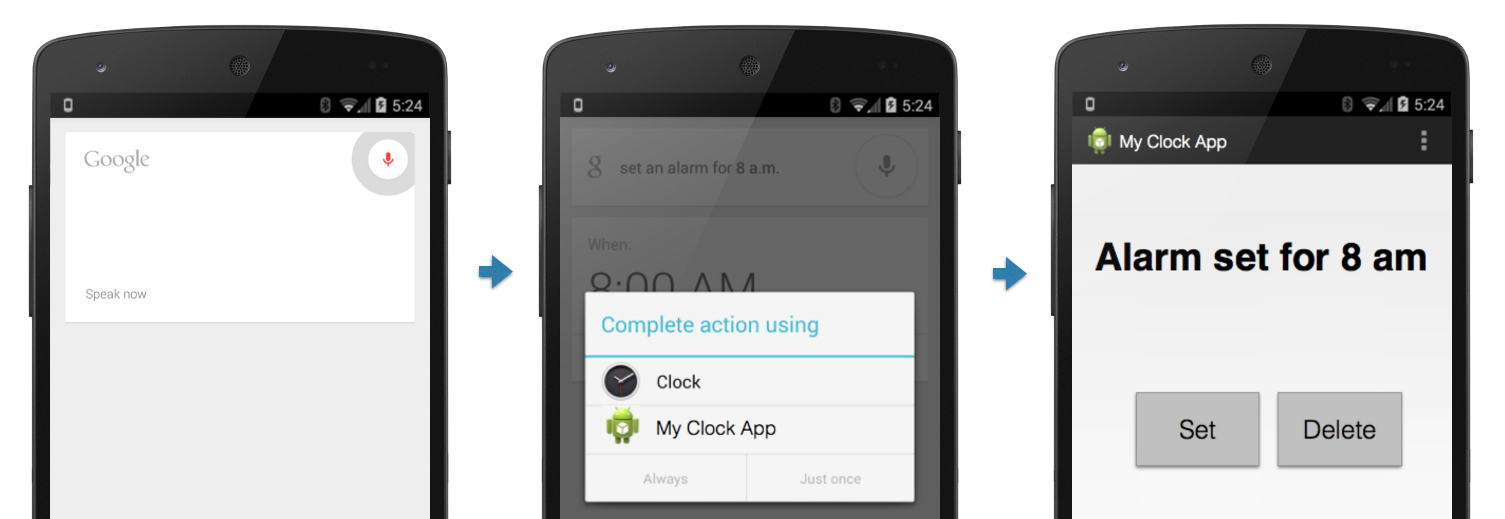 5:24
Google
Speak now
5:24
g set an alarm for 8 a.m.
When:
8:00 AM
Complete action using
Clock
My Clock App
Always Just once
5:24
My Clock App
Alarm set for 8 am
Set Delete